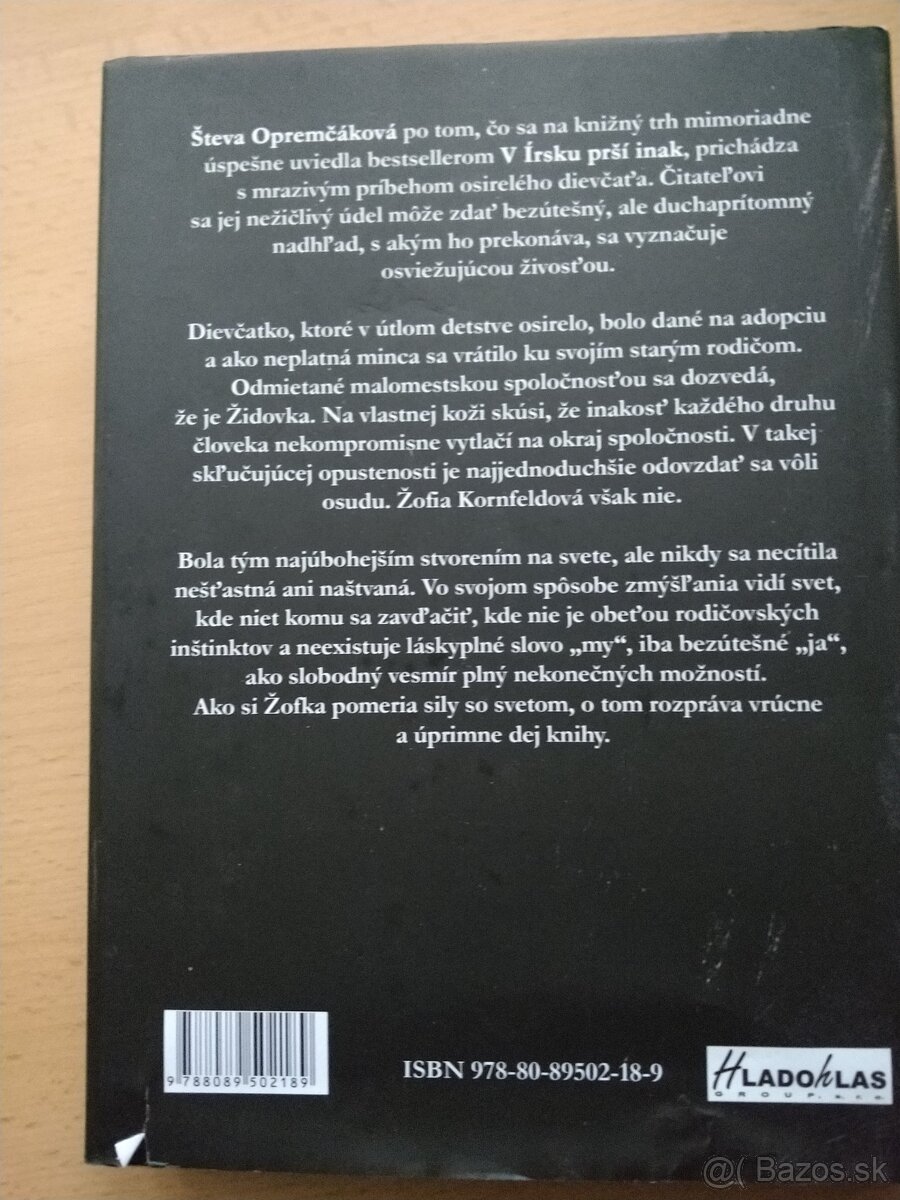 Števa Opremčáková po tom, čo sa na knižný trh mimoriadne
úspešne uviedla bestsellerom V Írsku prší inak, prichádza
s mrazivým príbehom osirelého dievčaťa. Čitateľovi
sa jej nežičlivý údel môže zdať bezútešný, ale duchaprítomný
nadhľad, s akým ho prekonáva, sa vyznačuje
osviežujúcou živosťou.
Dievčatko, ktoré v útlom detstve osirelo, bolo dané na adopciu
a ako neplatná minca sa vrátilo ku svojím starým rodičom.
Odmietané malomestskou spoločnosťou sa dozvedá,
že je Židovka. Na vlastnej koži skúsi, že inakosť každého druhu
človeka nekompromisne vytlačí na okraj spoločnosti. V takej
skľučujúcej opustenosti je najjednoduchšie odovzdať sa vôli
osudu. Žofia Kornfeldová však nie.
Bola tým najúbohejším stvorením na svete, ale nikdy sa necítila
nešťastná ani naštvaná. Vo svojom spôsobe zmýšľania vidí svet,
kde niet komu sa zavďačiť, kde nie je obeťou rodičovských
inštinktov a neexistuje láskyplné slovo „my“, iba bezútešné „ja“,
ako slobodný vesmír plný nekonečných možností.
Ako si Žofka pomeria sily so svetom, o tom rozpráva vrúcne
a úprimne dej knihy.
9 788089 502189
ISBN 978-80-89502-18-9
HLADOHLAS
GROUP, s.r.o.
@( Bazos.sk